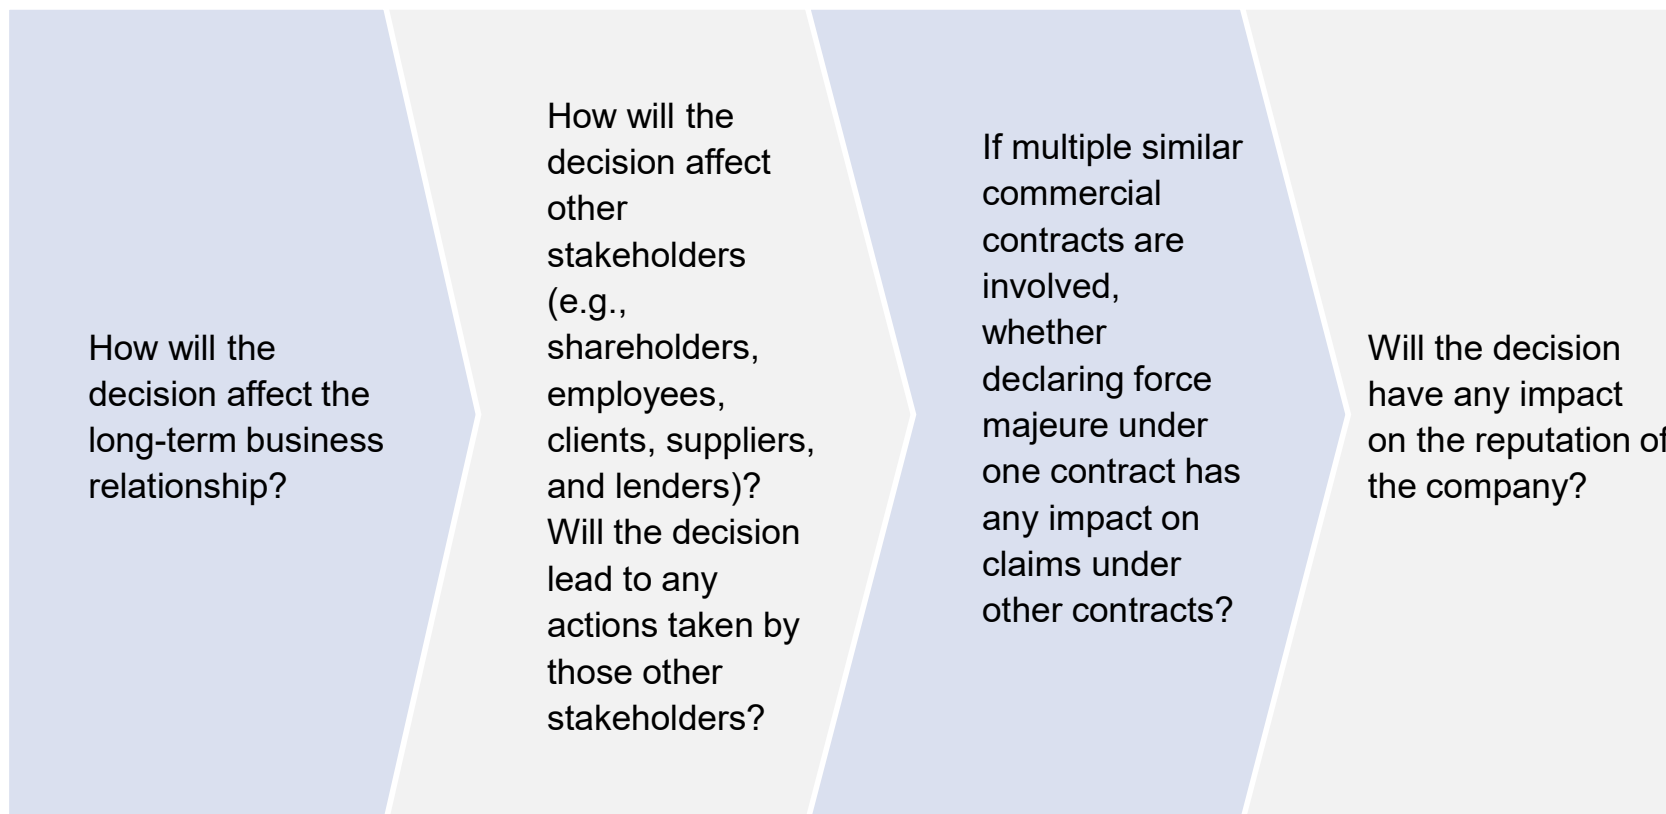 How will the
decision affect the
long-term business
relationship?
How will the
decision affect
other
stakeholders
(e.g.,
shareholders,
employees,
clients, suppliers,
and lenders)?
Will the decision
lead to any
actions taken by
those other
stakeholders?
If multiple similar
commercial
contracts are
involved,
whether
declaring force
majeure under
one contract has
any impact on
claims under
other contracts?
Will the decision
have any impact
on the reputation of
the company?